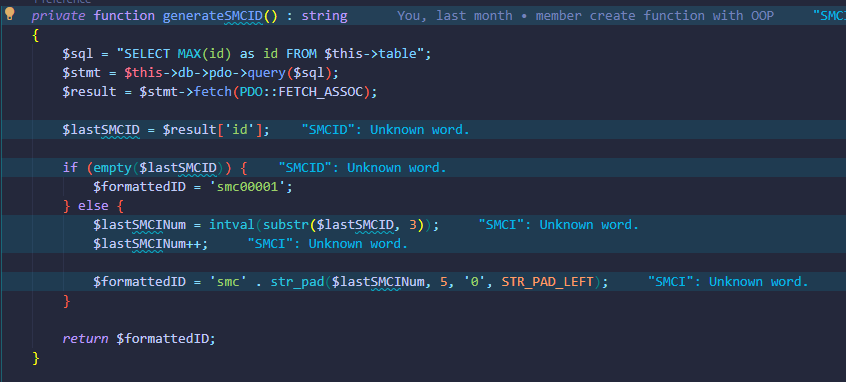 private function generateSMCID() : string You, last month • member create function with OOP "SMCI
{
$sql = "SELECT MAX(id) as id FROM $this->table";
$stmt = $this->db->pdo->query($sql);
$result = $stmt->fetch(PDO::FETCH_ASSOC);
$lastSMCID = $result['id']; "SMCID": Unknown word.
if (empty($lastSMCID)) { "SMCID": Unknown word.
$formattedID = 'smc00001';
} else {
$lastSMCINum = intval(substr($lastSMCID, 3)); "SMCI": Unknown word.
$lastSMCINum++; "SMCI": Unknown word.
$formattedID = 'smc' . str_pad($lastSMCINum, 5, '0', STR_PAD_LEFT); "SMCI": Unknown word.
}
return $formattedID;
}